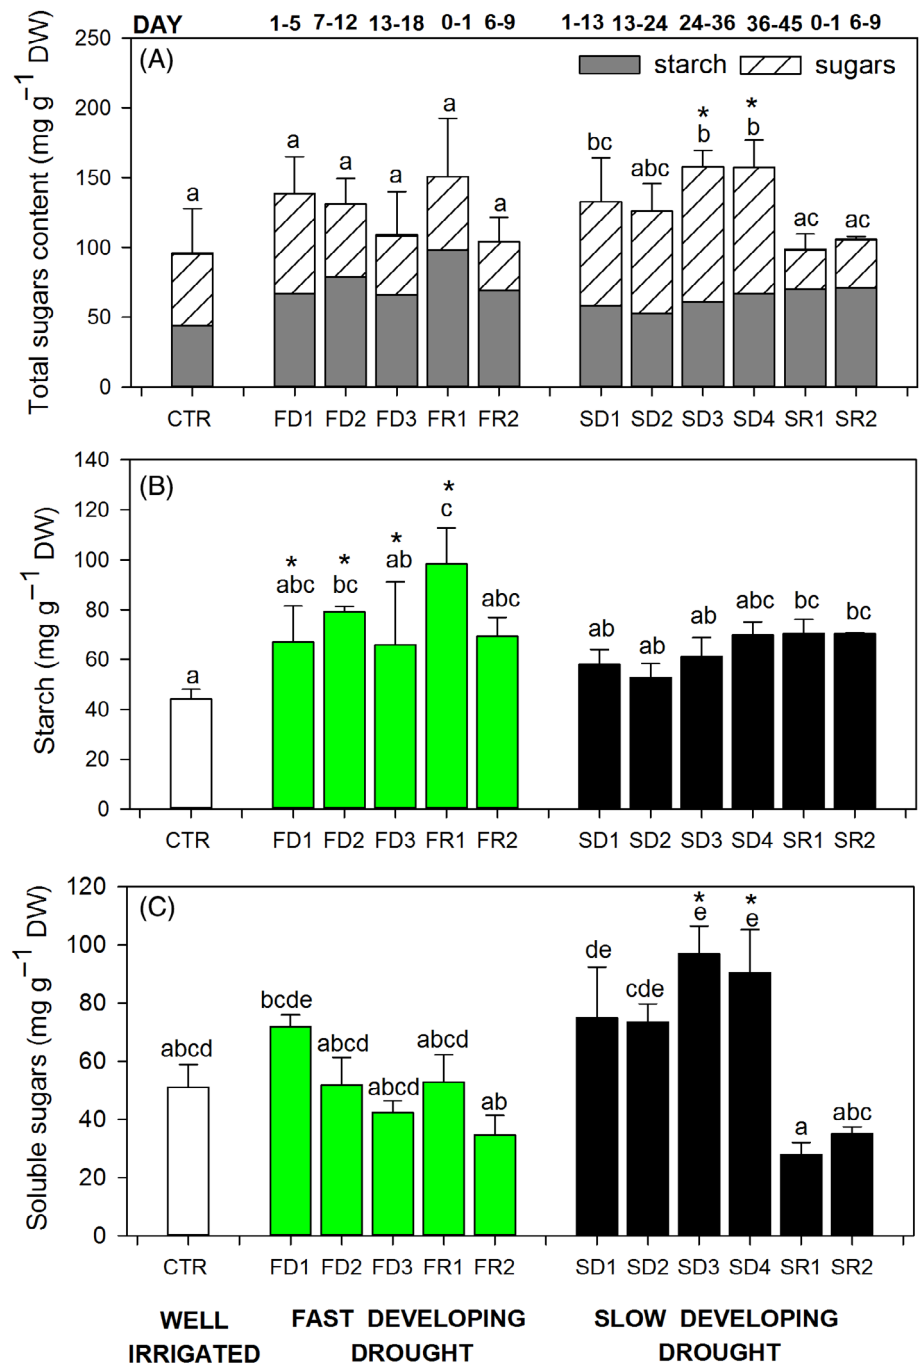 DAY 1-5 7-12 13-18 0-1 6-9 1-13 13-24 24-36 36-45 0-1 6-9
250
200
150
100
50
0
Total sugars content (mg g⁻¹ DW)
(A)
starch sugars
a a a a a a bc abc * b * b ac ac
CTR FD1 FD2 FD3 FR1 FR2 SD1 SD2 SD3 SD4 SR1 SR2
140
120
100
80
60
40
20
0
Starch (mg g⁻¹ DW)
(B)
a * abc * bc * ab * c abc ab ab ab abc bc bc
CTR FD1 FD2 FD3 FR1 FR2 SD1 SD2 SD3 SD4 SR1 SR2
120
100
80
60
40
20
0
Soluble sugars (mg g⁻¹ DW)
(C)
abcd bcde abcd abcd abcd ab de cde * e * e a abc
CTR FD1 FD2 FD3 FR1 FR2 SD1 SD2 SD3 SD4 SR1 SR2
WELL
IRRIGATED
FAST DEVELOPING
DROUGHT
SLOW DEVELOPING
DROUGHT